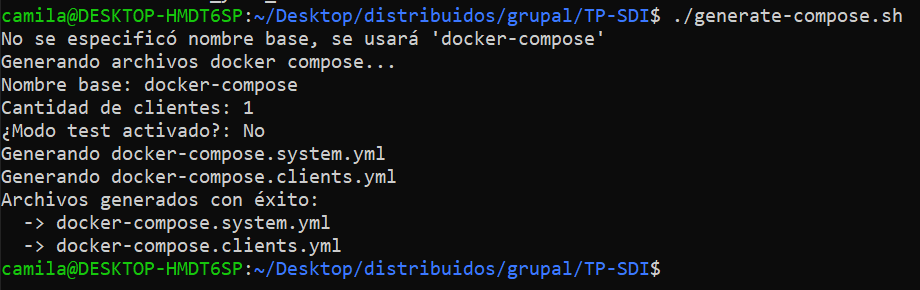 camila@DESKTOP-HMDT6SP:~/Desktop/distribuidos/grupal/TP-SDI$ ./generate-compose.sh
No se especificó nombre base, se usará 'docker-compose'
Generando archivos docker compose...
Nombre base: docker-compose
Cantidad de clientes: 1
¿Modo test activado?: No
Generando docker-compose.system.yml
Generando docker-compose.clients.yml
Archivos generados con éxito:
  -> docker-compose.system.yml
  -> docker-compose.clients.yml
camila@DESKTOP-HMDT6SP:~/Desktop/distribuidos/grupal/TP-SDI$